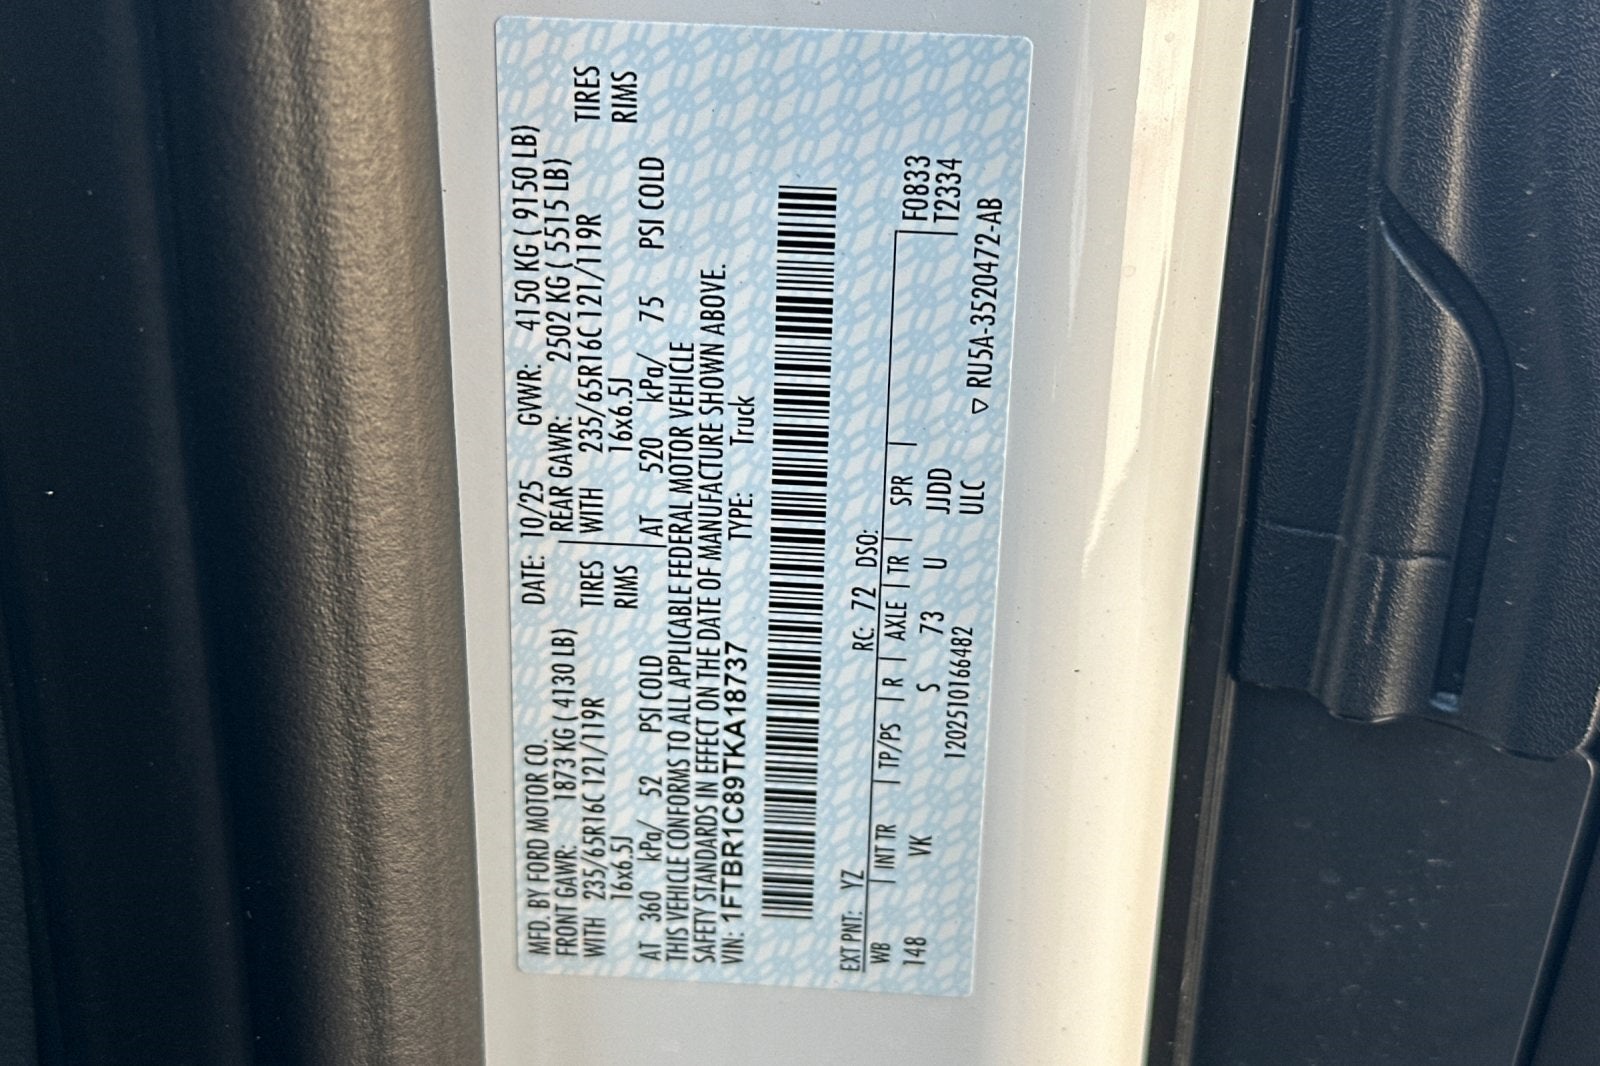 MFD. BY FORD MOTOR CO. DATE: 10/25 GVWR: 4150 KG ( 9150 LB)
FRONT GAWR: 1873 KG ( 4130 LB) REAR GAWR: 2502 KG ( 5515 LB)
WITH 235/65R16C 121/119R TIRES WITH 235/65R16C 121/119R TIRES
16x6.5J RIMS 16x6.5J RIMS
AT 360 kPa/ 52 PSI COLD AT 520 kPa/ 75 PSI COLD
THIS VEHICLE CONFORMS TO ALL APPLICABLE FEDERAL MOTOR VEHICLE
SAFETY STANDARDS IN EFFECT ON THE DATE OF MANUFACTURE SHOWN ABOVE.
VIN: 1FTBR1C89TKA18737 TYPE: Truck
EXT PNT: YZ RC: 72 DSO:
WB INT TR TP/PS R AXLE TR SPR F0833
148 VK S 73 U JJDD T2334
1202510166482 ULC
▽ RU5A-3520472-AB